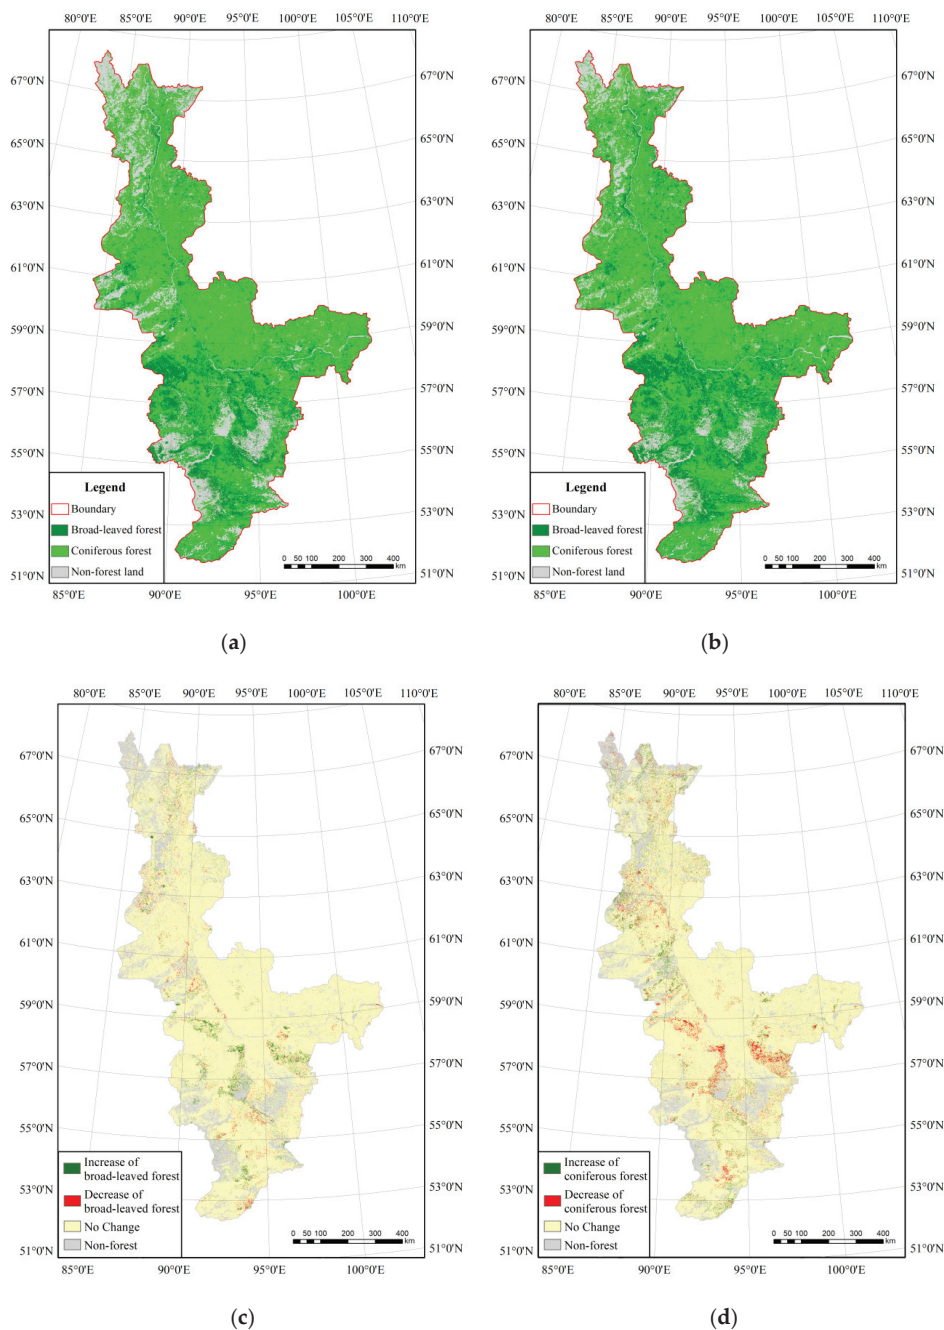 80°0'E 85°0'E 90°0'E 95°0'E 100°0'E 105°0'E 110°0'E
67°0'N 67°0'N
65°0'N 65°0'N
63°0'N 63°0'N
61°0'N 61°0'N
59°0'N 59°0'N
57°0'N 57°0'N
55°0'N 55°0'N
53°0'N 53°0'N
51°0'N 51°0'N
Legend
Boundary
Broad-leaved forest
Coniferous forest
Non-forest land
0 50 100 200 300 400
km
85°0'E 90°0'E 95°0'E 100°0'E
(a)
80°0'E 85°0'E 90°0'E 95°0'E 100°0'E 105°0'E 110°0'E
67°0'N 67°0'N
65°0'N 65°0'N
63°0'N 63°0'N
61°0'N 61°0'N
59°0'N 59°0'N
57°0'N 57°0'N
55°0'N 55°0'N
53°0'N 53°0'N
51°0'N 51°0'N
Legend
Boundary
Broad-leaved forest
Coniferous forest
Non-forest land
0 50 100 200 300 400
km
85°0'E 90°0'E 95°0'E 100°0'E
(b)
80°0'E 85°0'E 90°0'E 95°0'E 100°0'E 105°0'E 110°0'E
67°0'N 67°0'N
65°0'N 65°0'N
63°0'N 63°0'N
61°0'N 61°0'N
59°0'N 59°0'N
57°0'N 57°0'N
55°0'N 55°0'N
53°0'N 53°0'N
51°0'N 51°0'N
Increase of
broad-leaved forest
Decrease of
broad-leaved forest
No Change
Non-forest
0 50 100 200 300 400
km
85°0'E 90°0'E 95°0'E 100°0'E
(c)
80°0'E 85°0'E 90°0'E 95°0'E 100°0'E 105°0'E 110°0'E
67°0'N 67°0'N
65°0'N 65°0'N
63°0'N 63°0'N
61°0'N 61°0'N
59°0'N 59°0'N
57°0'N 57°0'N
55°0'N 55°0'N
53°0'N 53°0'N
51°0'N 51°0'N
Increase of
coniferous forest
Decrease of
coniferous forest
No Change
Non-forest
0 50 100 200 300 400
km
85°0'E 90°0'E 95°0'E 100°0'E
(d)